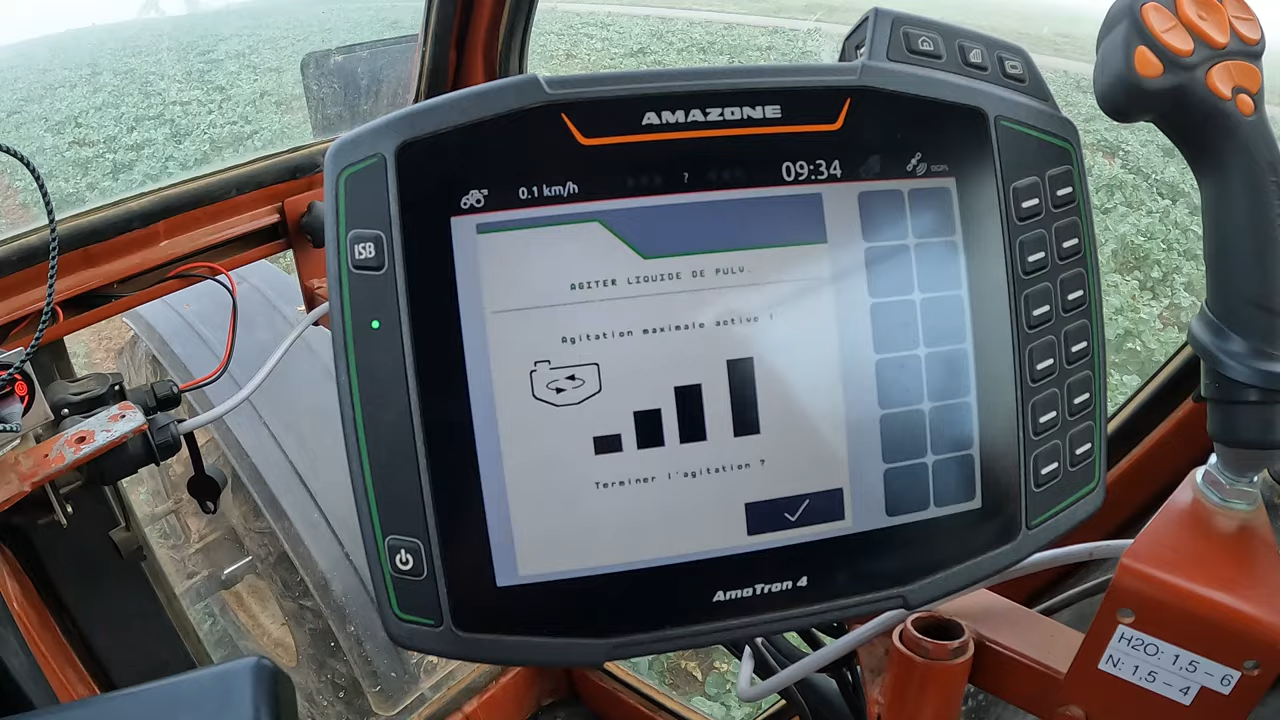 AMAZONE
0.1 km/h
?
09:34
DGPS
ISB
AGITER LIQUIDE DE PULV.
Agitation maximale active !
Terminer l'agitation ?
AmaTron 4
H2O: 1,5 - 6
N: 1,5 - 4